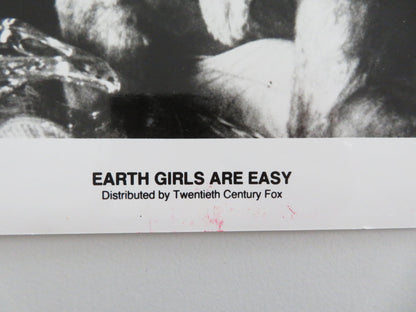 EARTH GIRLS ARE EASY
Distributed by Twentieth Century Fox